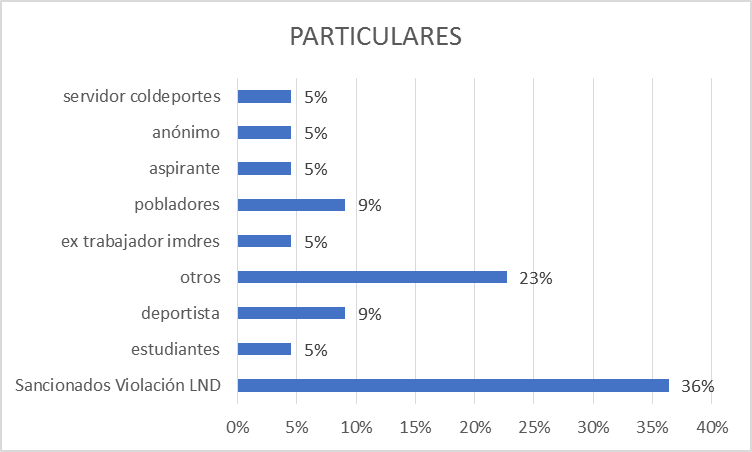 PARTICULARES
servidor coldeportes 5%
anónimo 5%
aspirante 5%
pobladores 9%
ex trabajador imdres 5%
otros 23%
deportista 9%
estudiantes 5%
Sancionados Violación LND 36%
0% 5% 10% 15% 20% 25% 30% 35% 40%